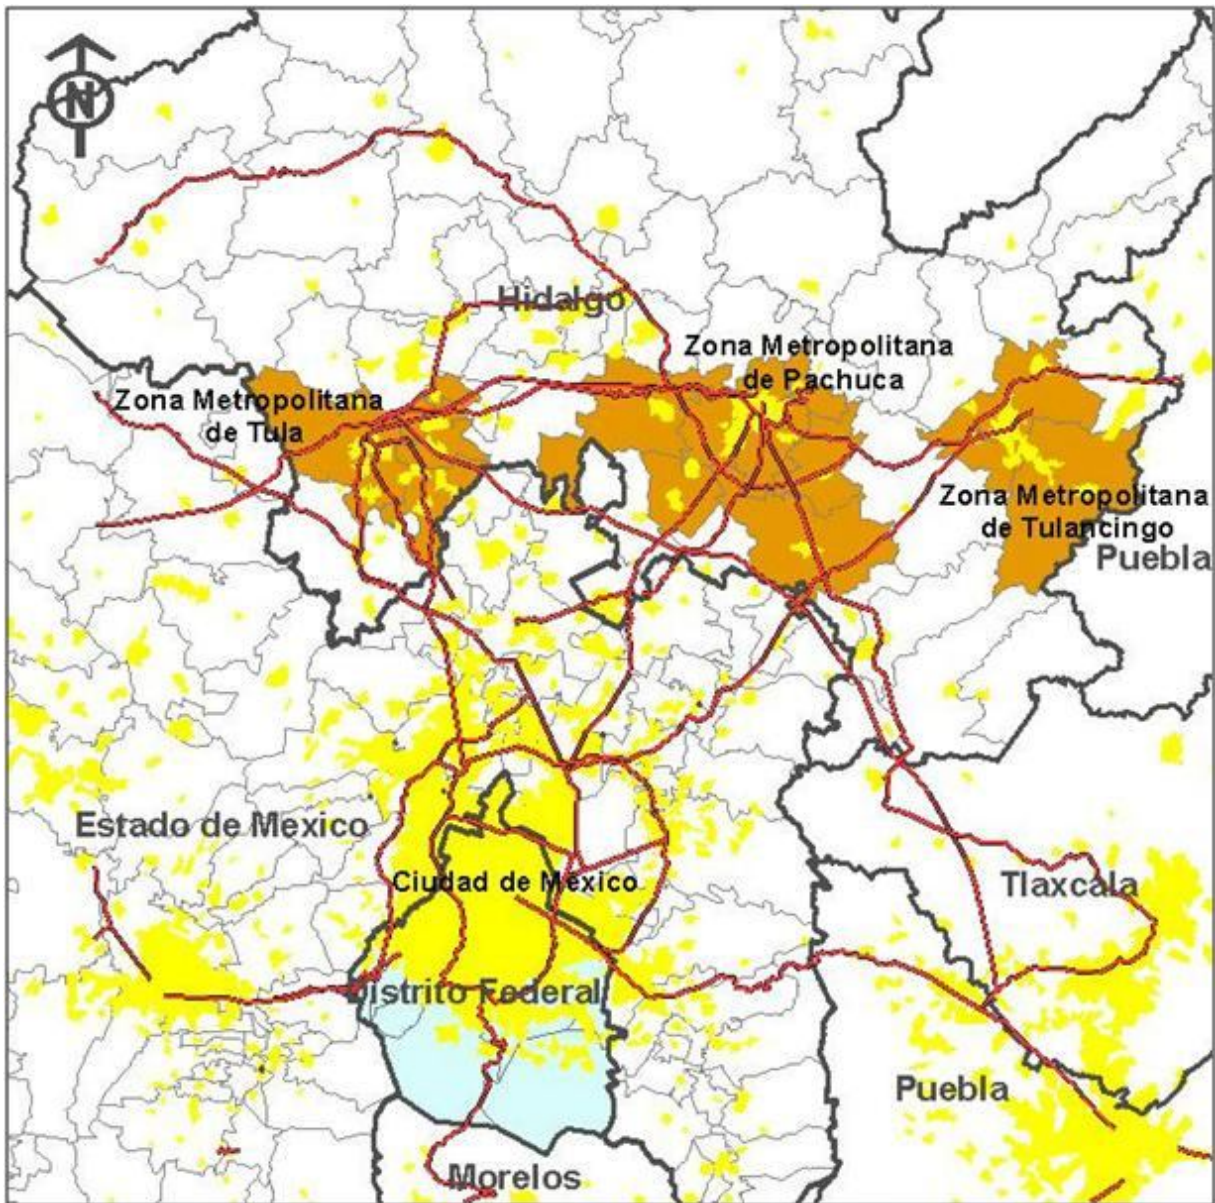 N
Hidalgo
Zona Metropolitana
de Pachuca
Zona Metropolitana
de Tula
Zona Metropolitana
de Tulancingo
Puebla
Estado de Mexico
Ciudad de México
Tlaxcala
Distrito Federal
Puebla
Morelos